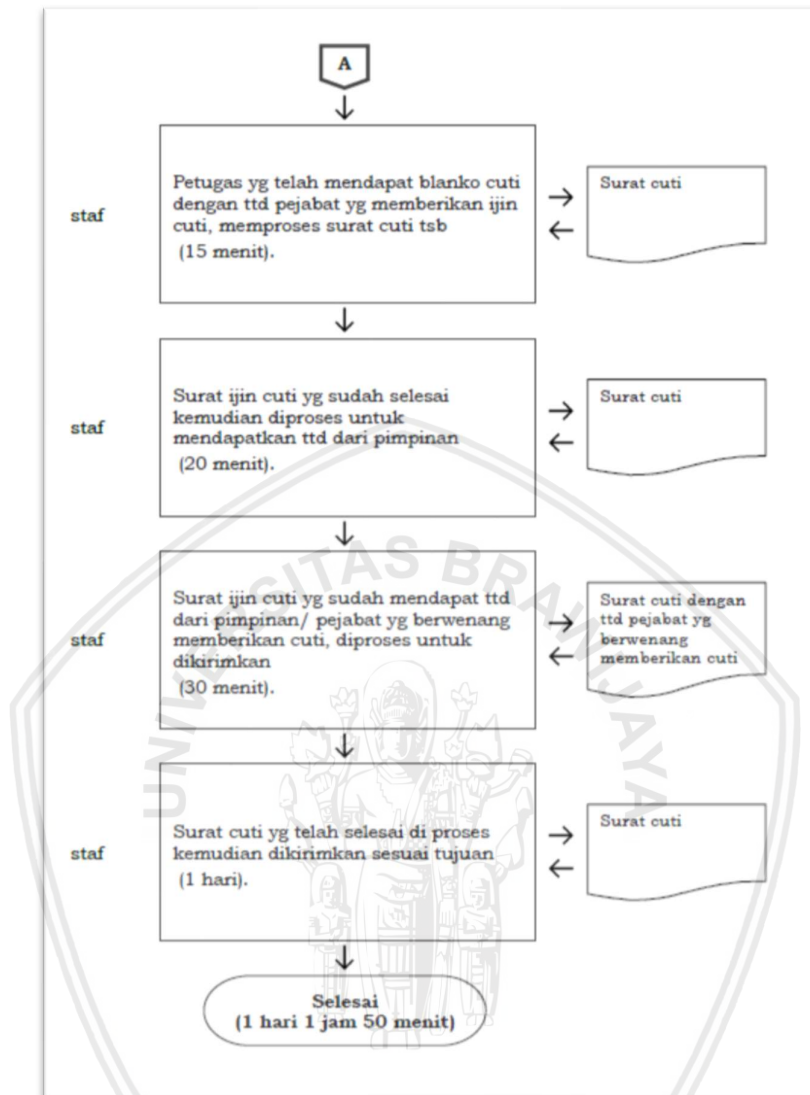 A
staf
Petugas yg telah mendapat blanko cuti
dengan ttd pejabat yg memberikan ijin
cuti, memproses surat cuti tsb
(15 menit).
Surat cuti
staf
Surat ijin cuti yg sudah selesai
kemudian diproses untuk
mendapatkan ttd dari pimpinan
(20 menit).
Surat cuti
staf
Surat ijin cuti yg sudah mendapat ttd
dari pimpinan/ pejabat yg berwenang
memberikan cuti, diproses untuk
dikirimkan
(30 menit).
Surat cuti dengan
ttd pejabat yg
berwenang
memberikan cuti
staf
Surat cuti yg telah selesai di proses
kemudian dikirimkan sesuai tujuan
(1 hari).
Surat cuti
Selesai
(1 hari 1 jam 50 menit)
UNIVERSITAS BRAWIJAYA